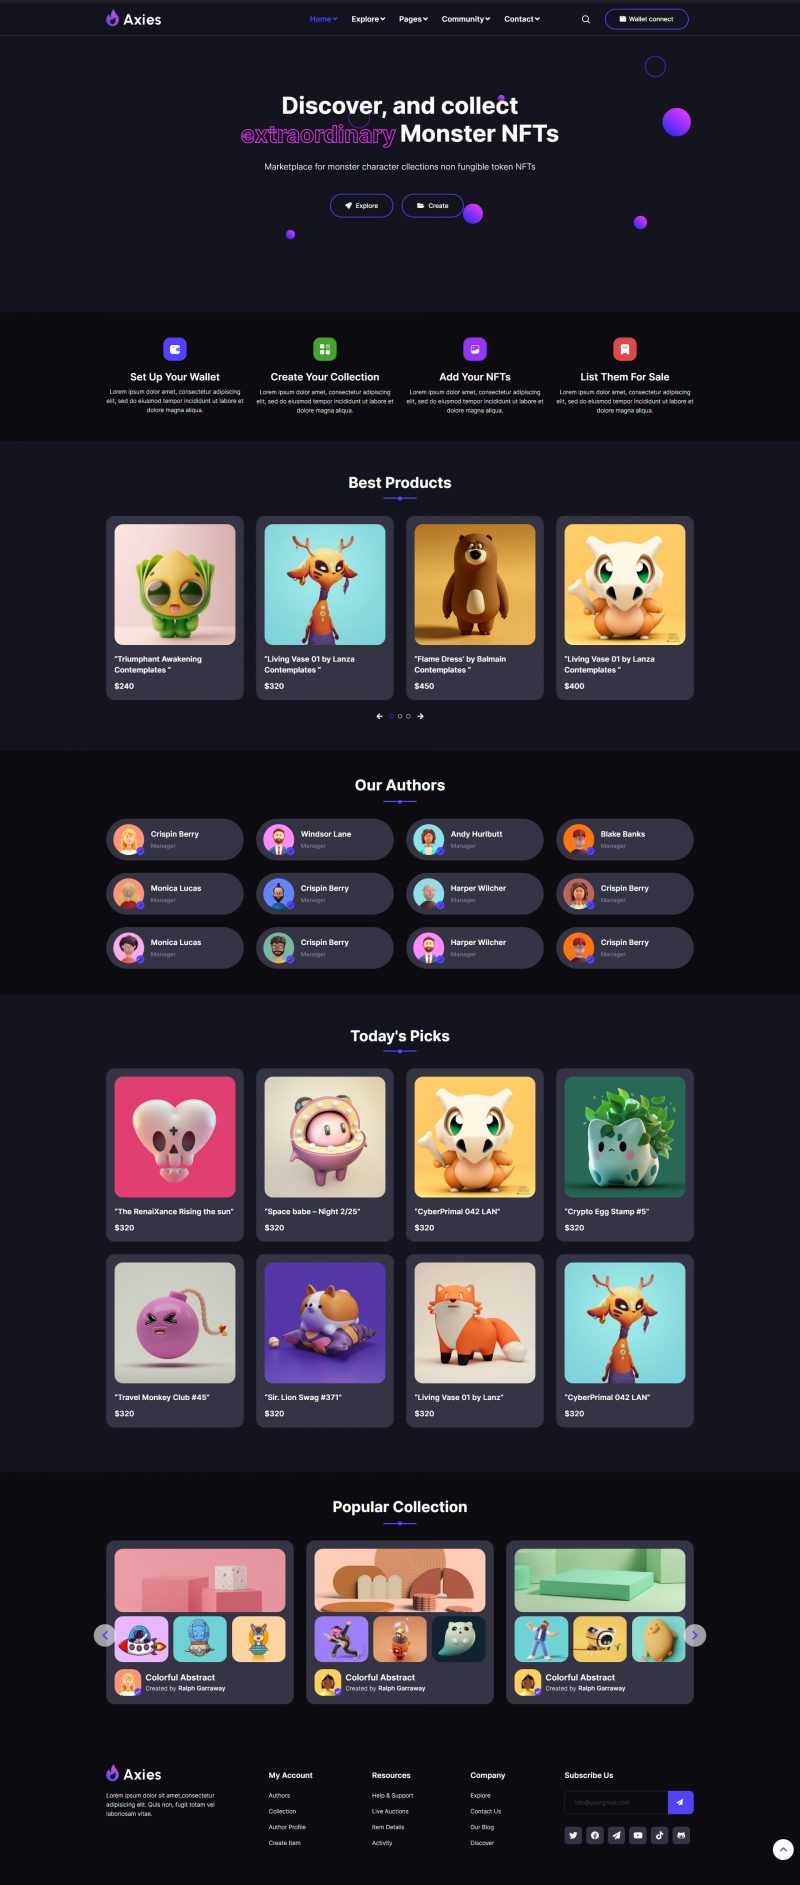 Axies
Home Explore Pages Community Contact
Wallet connect
Discover, and collect
extraordinary Monster NFTs
Marketplace for monster character cllections non fungible token NFTs
Explore Create
Set Up Your Wallet
Lorem ipsum dolor amet, consectetur adipiscing
elit, sed do eiusmod tempor incididunt ut labore et
dolore magna aliqua.
Create Your Collection
Lorem ipsum dolor amet, consectetur adipiscing
elit, sed do eiusmod tempor incididunt ut labore et
dolore magna aliqua.
Add Your NFTs
Lorem ipsum dolor amet, consectetur adipiscing
elit, sed do eiusmod tempor incididunt ut labore et
dolore magna aliqua.
List Them For Sale
Lorem ipsum dolor amet, consectetur adipiscing
elit, sed do eiusmod tempor incididunt ut labore et
dolore magna aliqua.
Best Products
"Triumphant Awakening
Contemplates "
$240
"Living Vase 01 by Lanza
Contemplates "
$320
"Flame Dress' by Balmain
Contemplates "
$450
"Living Vase 01 by Lanza
Contemplates "
$400
Our Authors
Crispin Berry
Manager
Windsor Lane
Manager
Andy Hurlbutt
Manager
Blake Banks
Manager
Monica Lucas
Manager
Crispin Berry
Manager
Harper Wilcher
Manager
Crispin Berry
Manager
Monica Lucas
Manager
Crispin Berry
Manager
Harper Wilcher
Manager
Crispin Berry
Manager
Today's Picks
"The RenaiXance Rising the sun"
$320
"Space babe – Night 2/25"
$320
"CyberPrimal 042 LAN"
$320
"Crypto Egg Stamp #5"
$320
"Travel Monkey Club #45"
$320
"Sir. Lion Swag #371"
$320
"Living Vase 01 by Lanz"
$320
"CyberPrimal 042 LAN"
$320
Popular Collection
Colorful Abstract
Created by Ralph Garraway
Colorful Abstract
Created by Ralph Garraway
Colorful Abstract
Created by Ralph Garraway
Axies
Lorem ipsum dolor sit amet,consectetur
adipisicing elit. Quis non, fugit totam vel
laboriosam vitae.
My Account
Authors
Collection
Author Profile
Create Item
Resources
Help & Support
Live Auctions
Item Details
Activity
Company
Explore
Contact Us
Our Blog
Discover
Subscribe Us
info@yourgmail.com